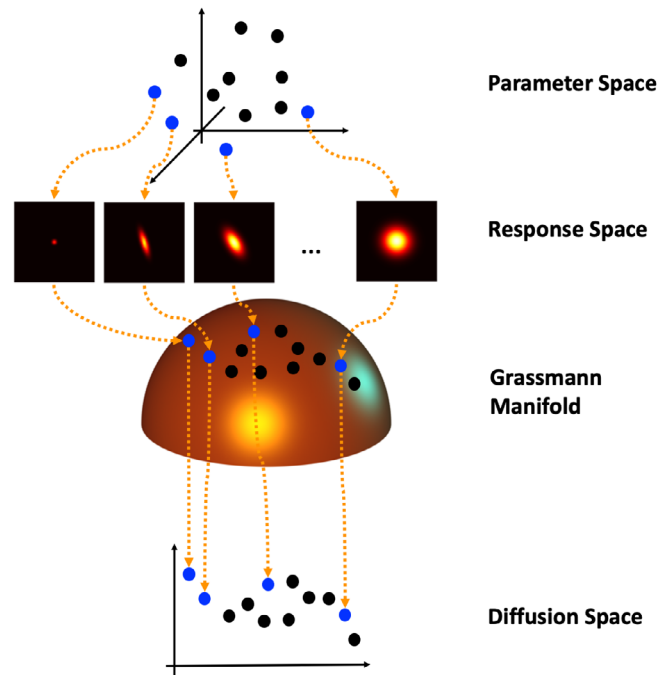 Parameter Space
Response Space
...
Grassmann
Manifold
Diffusion Space